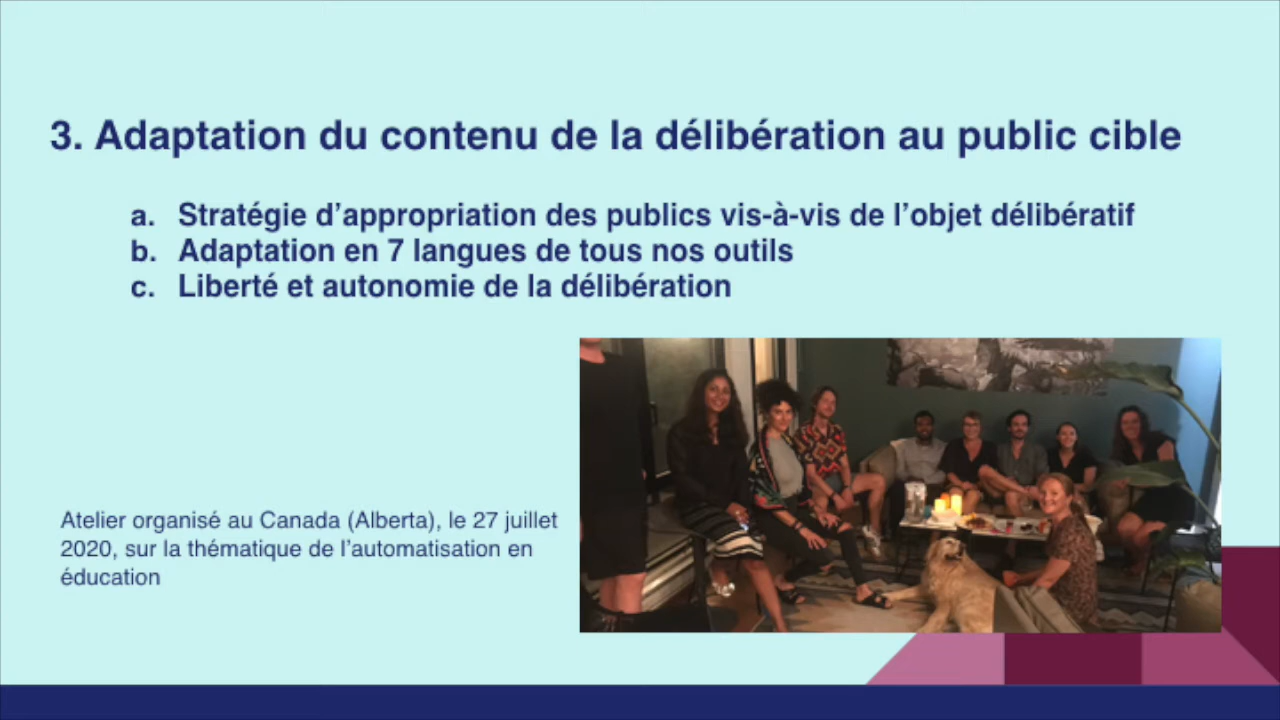 3. Adaptation du contenu de la délibération au public cible
a. Stratégie d’appropriation des publics vis-à-vis de l’objet délibératif
b. Adaptation en 7 langues de tous nos outils
c. Liberté et autonomie de la délibération
Atelier organisé au Canada (Alberta), le 27 juillet
2020, sur la thématique de l’automatisation en
éducation